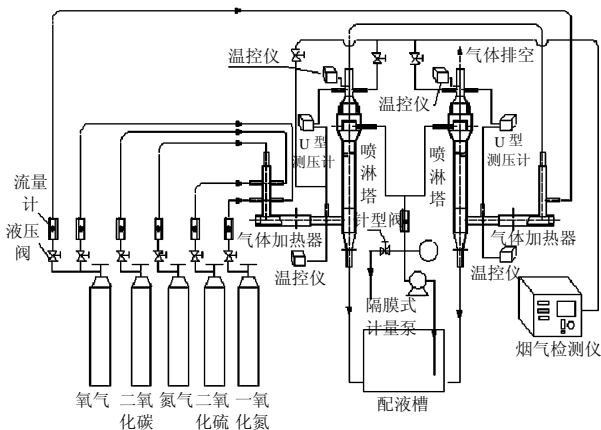 温控仪
气体排空
温控仪
U 型
测压计
喷
淋
塔
喷
淋
塔
U 型
测压计
流量
计
液压
阀
针型阀
气体加热器
气体加热器
温控仪
温控仪
隔膜式
计量泵
烟气检测仪
配液槽
氧气
二氧
化碳
氮气
二氧
化硫
一氧
化氮